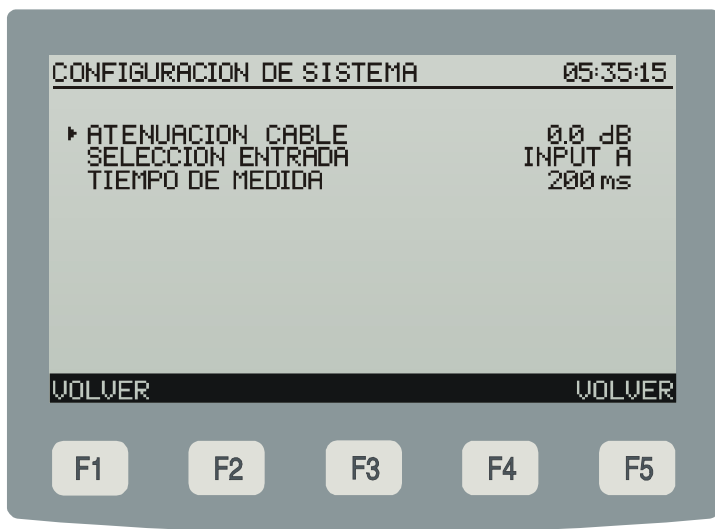 CONFIGURACION DE SISTEMA 05:35:15
▸ ATENUACION CABLE 0.0 dB
SELECCION ENTRADA INPUT A
TIEMPO DE MEDIDA 200 ms
VOLVER VOLVER
F1 F2 F3 F4 F5